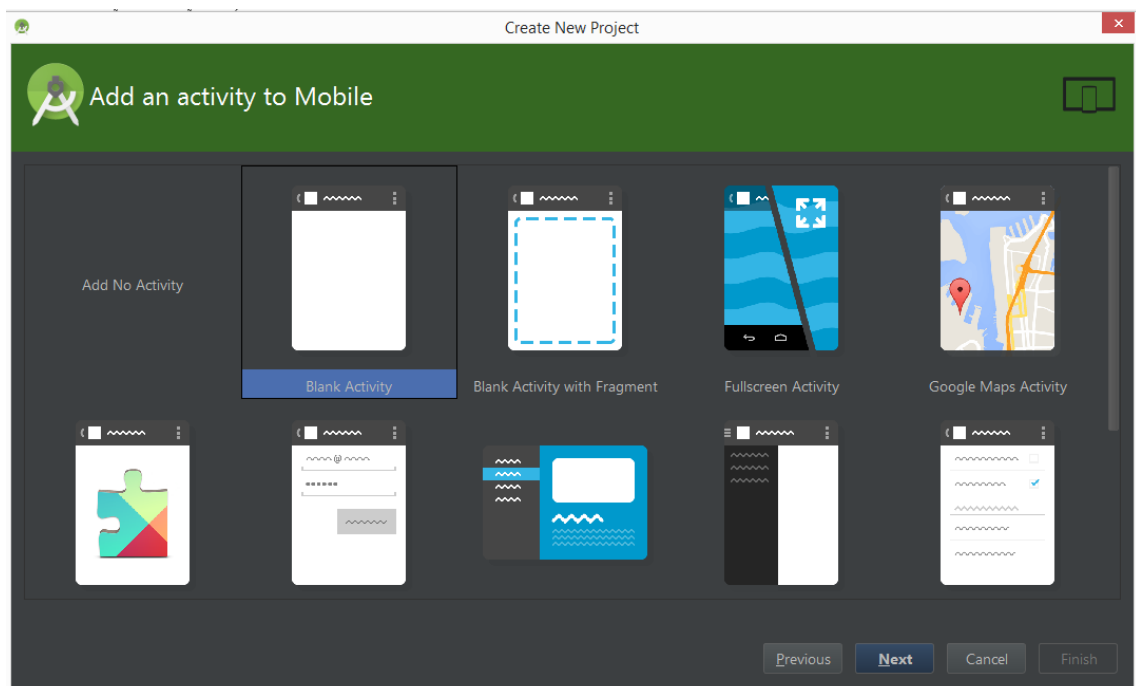 Create New Project
Add an activity to Mobile
Add No Activity
Blank Activity
Blank Activity with Fragment
Fullscreen Activity
Google Maps Activity
@
Previous
Next
Cancel
Finish